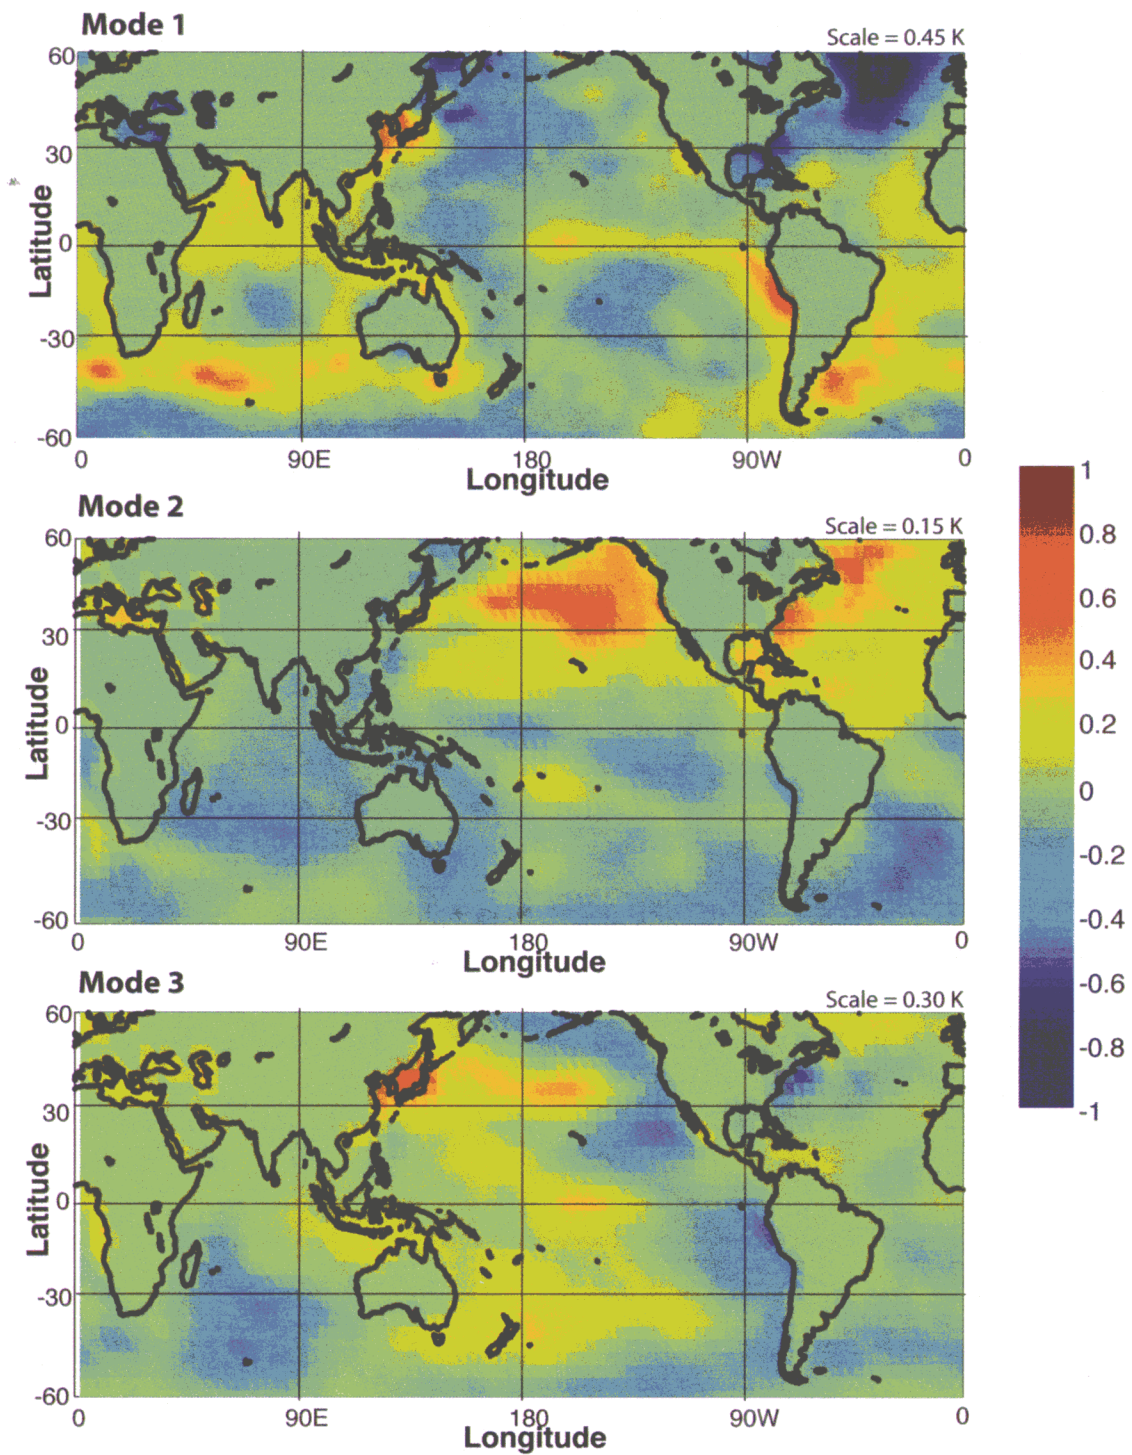 Mode 1
Scale = 0.45 K
60
30
0
-30
-60
Latitude
0 90E 180 90W 0
Longitude
Mode 2
Scale = 0.15 K
60
30
0
-30
-60
Latitude
0 90E 180 90W 0
Longitude
Mode 3
Scale = 0.30 K
60
30
0
-30
-60
Latitude
0 90E 180 90W 0
Longitude
1
0.8
0.6
0.4
0.2
0
-0.2
-0.4
-0.6
-0.8
-1